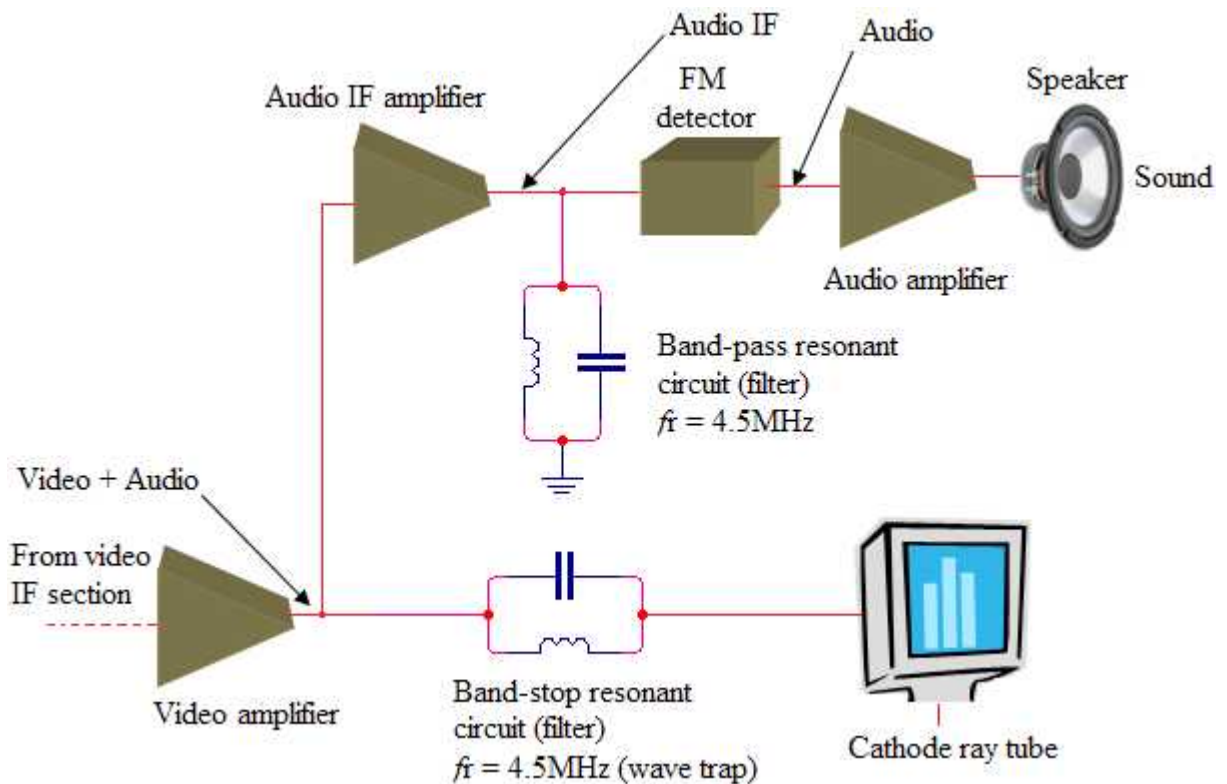 Audio IF
Audio
Audio IF amplifier
FM
detector
Speaker
Sound
Audio amplifier
Band-pass resonant
circuit (filter)
fr = 4.5MHz
Video + Audio
From video
IF section
Video amplifier
Band-stop resonant
circuit (filter)
fr = 4.5MHz (wave trap)
Cathode ray tube